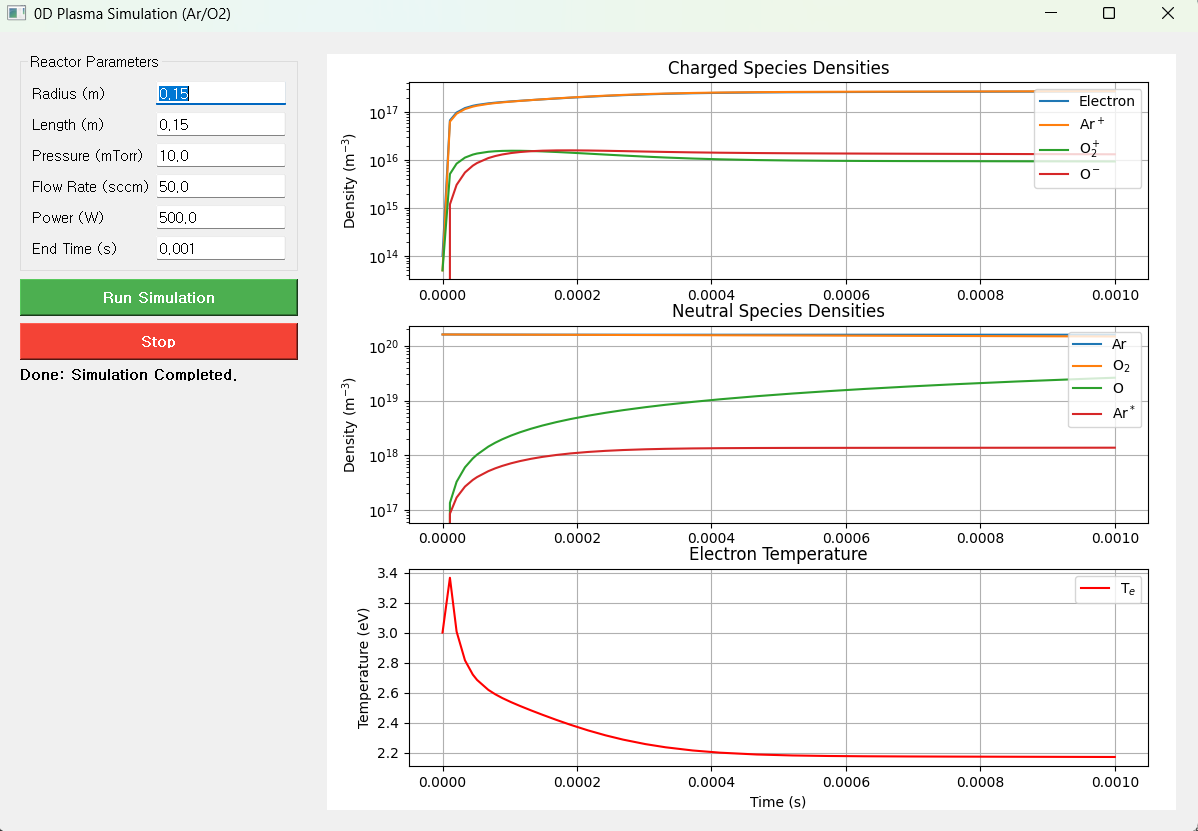 0D Plasma Simulation (Ar/O2)
Reactor Parameters
Radius (m) 0.15
Length (m) 0.15
Pressure (mTorr) 10.0
Flow Rate (sccm) 50.0
Power (W) 500.0
End Time (s) 0.001
Run Simulation
Stop
Done: Simulation Completed.
Charged Species Densities
Density (m⁻³)
10¹⁷
10¹⁶
10¹⁵
10¹⁴
Electron
Ar⁺
O₂⁺
O⁻
0.0000 0.0002 0.0004 0.0006 0.0008 0.0010
Neutral Species Densities
Density (m⁻³)
10²⁰
10¹⁹
10¹⁸
10¹⁷
Ar
O₂
O
Ar*
0.0000 0.0002 0.0004 0.0006 0.0008 0.0010
Electron Temperature
Temperature (eV)
3.4
3.2
3.0
2.8
2.6
2.4
2.2
Tₑ
0.0000 0.0002 0.0004 0.0006 0.0008 0.0010
Time (s)